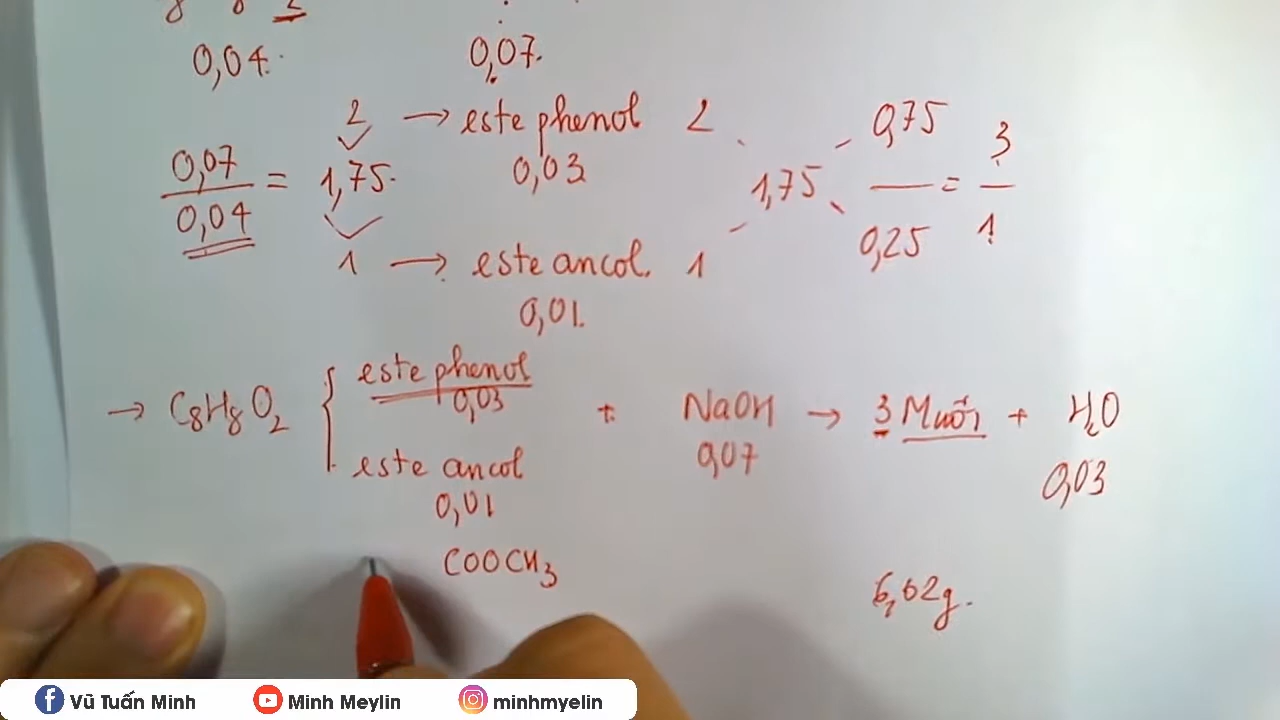 0,04. 0,07.
2 → este phenol 2 0,75 3
0,07 / 0,04 = 1,75. 0,03 1,75 — = —
1 → este ancol. 1 0,25 1
0,01.
→ C8H8O2 { este phenol + NaOH → 3 Muối + H2O
0,03 0,07 0,03
este ancol
0,01
COOCH3
6,62g.
Vũ Tuấn Minh Minh Meylin minhmyelin